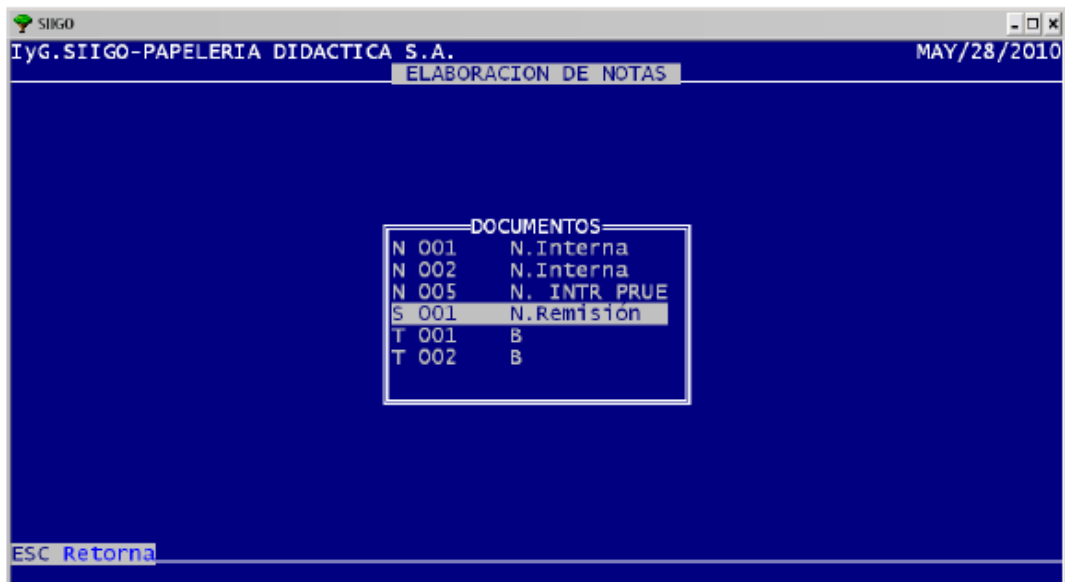 SIIGO
IyG.SIIGO-PAPELERIA DIDACTICA S.A. MAY/28/2010
ELABORACION DE NOTAS
DOCUMENTOS
N 001 N.Interna
N 002 N.Interna
N 005 N. INTR PRUE
S 001 N.Remisión
T 001 B
T 002 B
ESC Retorna